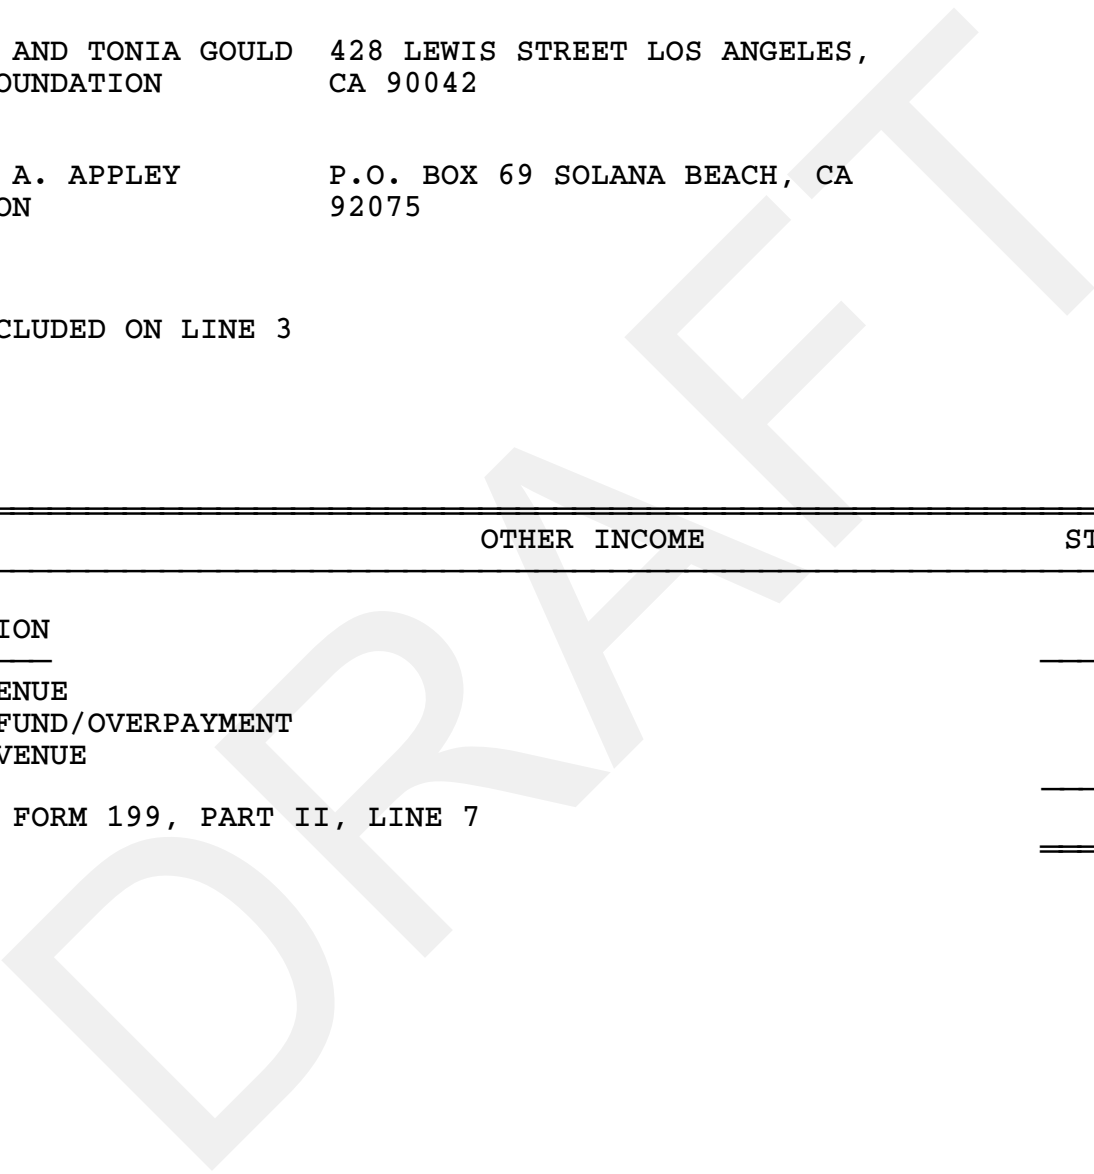 AND TONIA GOULD 428 LEWIS STREET LOS ANGELES,
OUNDATION CA 90042
A. APPLEY P.O. BOX 69 SOLANA BEACH, CA
ON 92075
CLUDED ON LINE 3
OTHER INCOME ST
ION
ENUE
FUND/OVERPAYMENT
VENUE
FORM 199, PART II, LINE 7
DRAFT